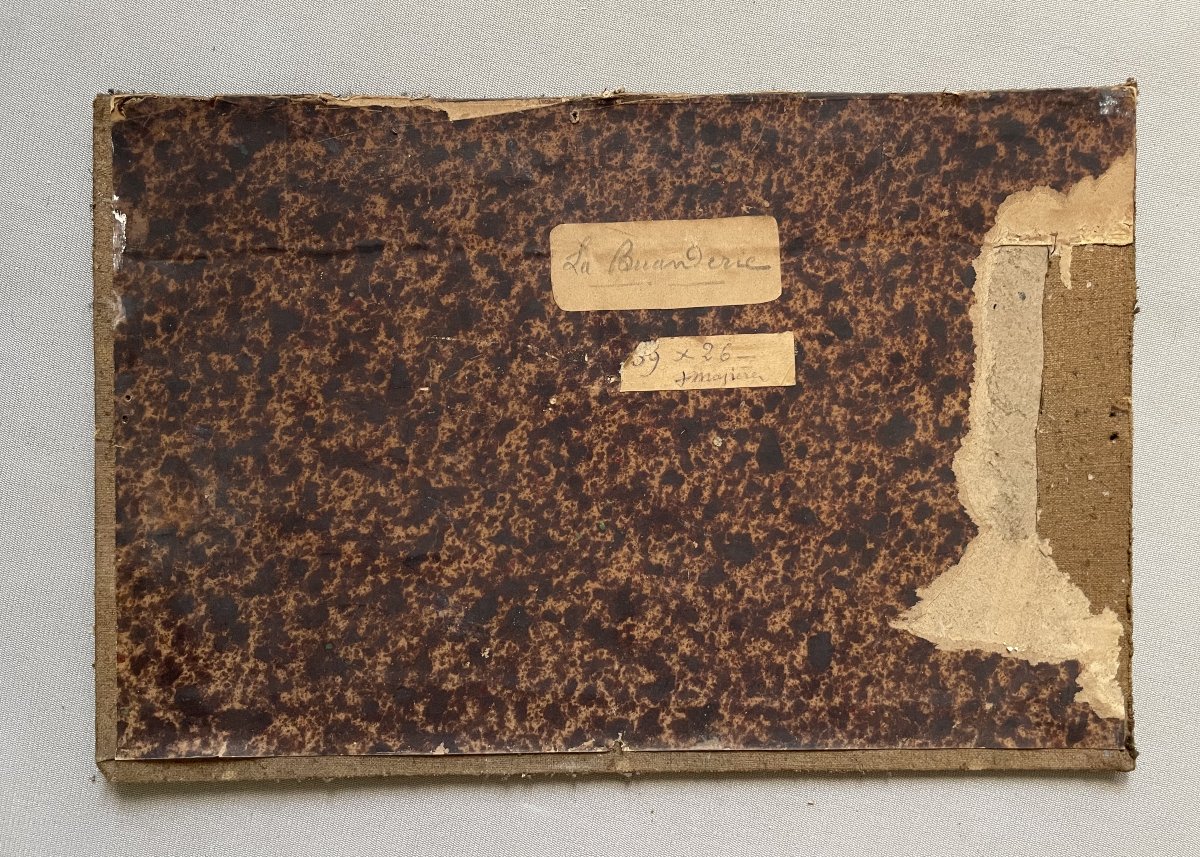 La Buanderie
39 x 26